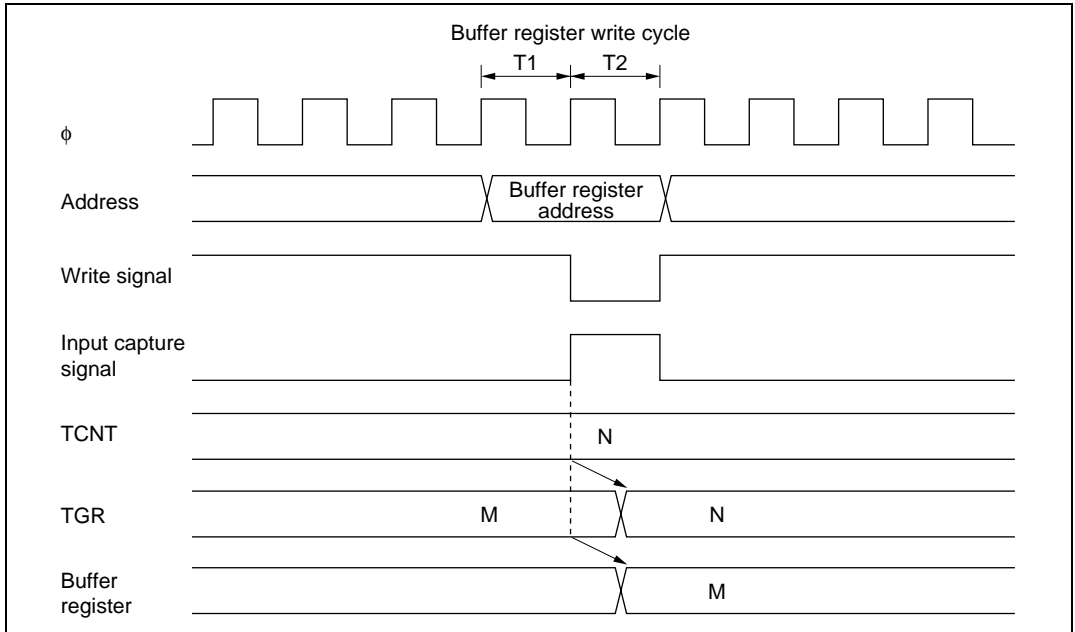 Buffer register write cycle
T1 T2
ϕ
Address
Buffer register
address
Write signal
Input capture
signal
TCNT
N
TGR
M N
Buffer
register
M